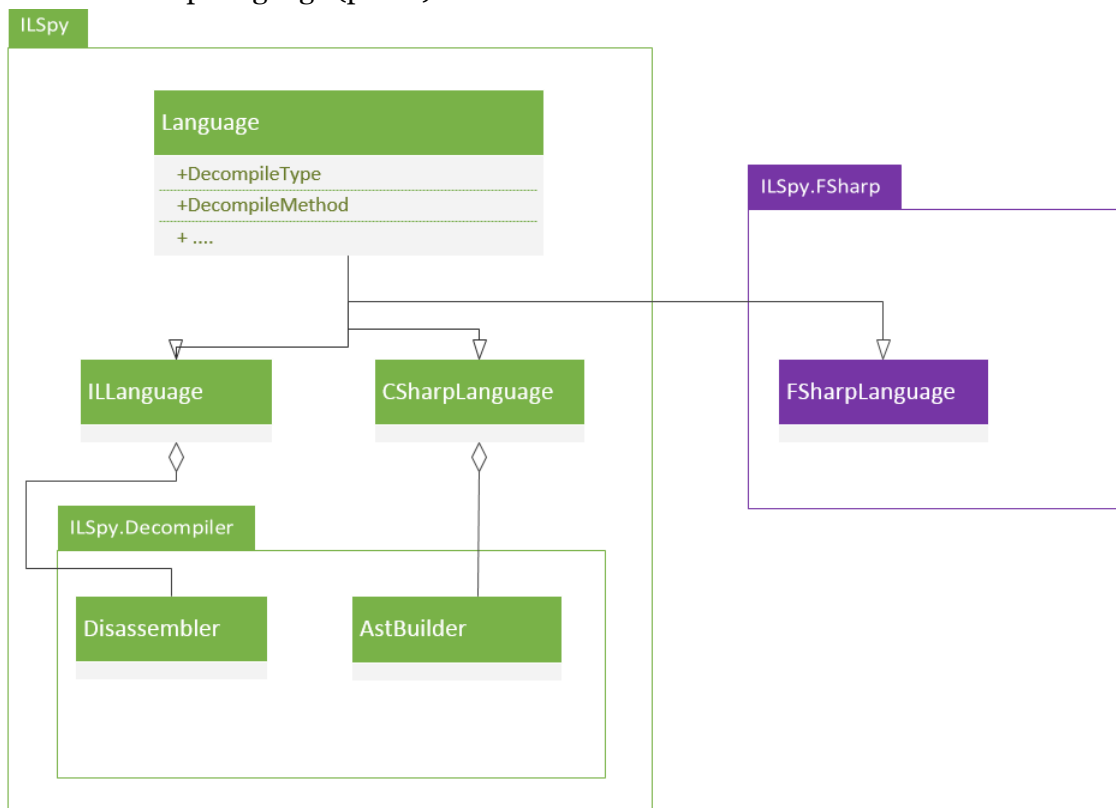 ILSpy
Language
+DecompileType
+DecompileMethod
+ ....
ILSpy.FSharp
ILLanguage
CSharpLanguage
FSharpLanguage
ILSpy.Decompiler
Disassembler
AstBuilder